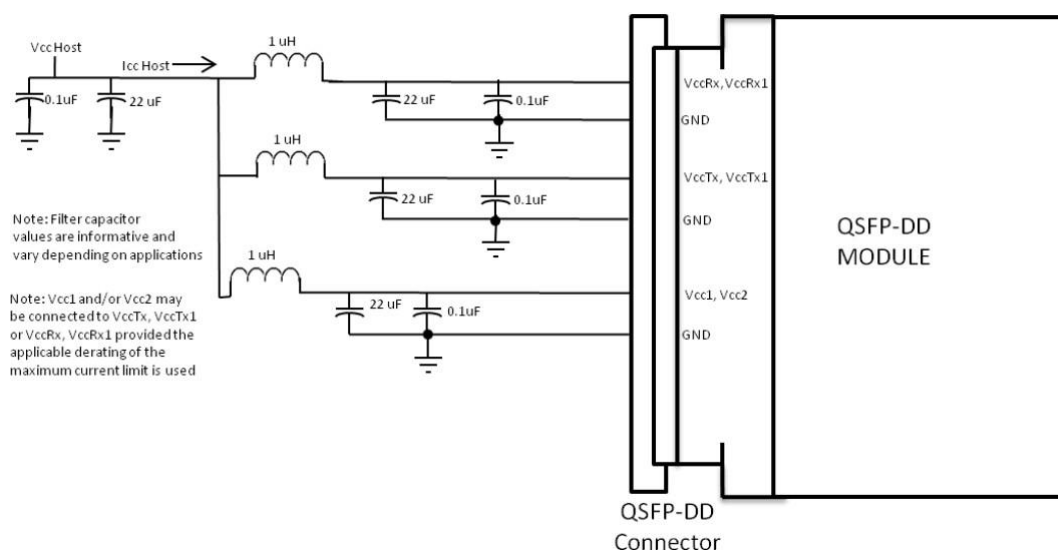 Vcc Host
Icc Host
0.1uF
22 uF
1 uH
22 uF
0.1uF
VccRx, VccRx1
GND
1 uH
22 uF
0.1uF
VccTx, VccTx1
GND
Note: Filter capacitor
values are informative and
vary depending on applications
1 uH
22 uF
0.1uF
Vcc1, Vcc2
GND
Note: Vcc1 and/or Vcc2 may
be connected to VccTx, VccTx1
or VccRx, VccRx1 provided the
applicable derating of the
maximum current limit is used
QSFP-DD
MODULE
QSFP-DD
Connector